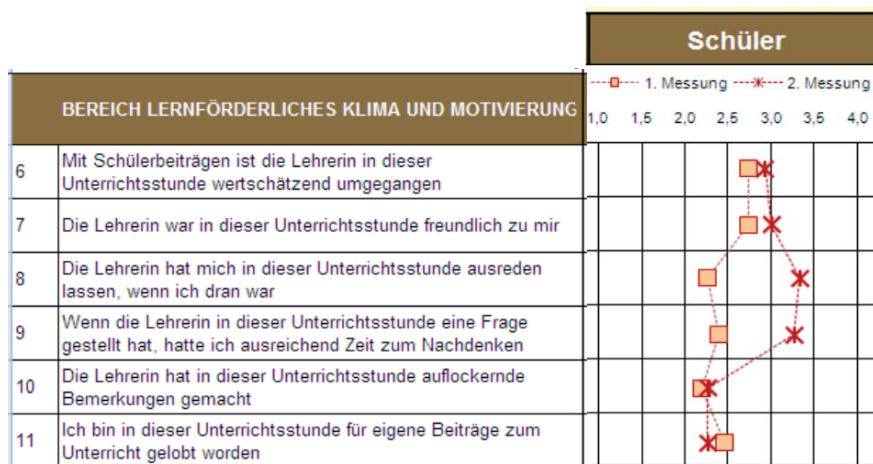 Schüler
1. Messung 2. Messung
BEREICH LERNFÖRDERLICHES KLIMA UND MOTIVIERUNG
1,0 1,5 2,0 2,5 3,0 3,5 4,0
6
Mit Schülerbeiträgen ist die Lehrerin in dieser
Unterrichtsstunde wertschätzend umgegangen
7 Die Lehrerin war in dieser Unterrichtsstunde freundlich zu mir
8
Die Lehrerin hat mich in dieser Unterrichtsstunde ausreden
lassen, wenn ich dran war
9
Wenn die Lehrerin in dieser Unterrichtsstunde eine Frage
gestellt hat, hatte ich ausreichend Zeit zum Nachdenken
10
Die Lehrerin hat in dieser Unterrichtsstunde auflockernde
Bemerkungen gemacht
11
Ich bin in dieser Unterrichtsstunde für eigene Beiträge zum
Unterricht gelobt worden